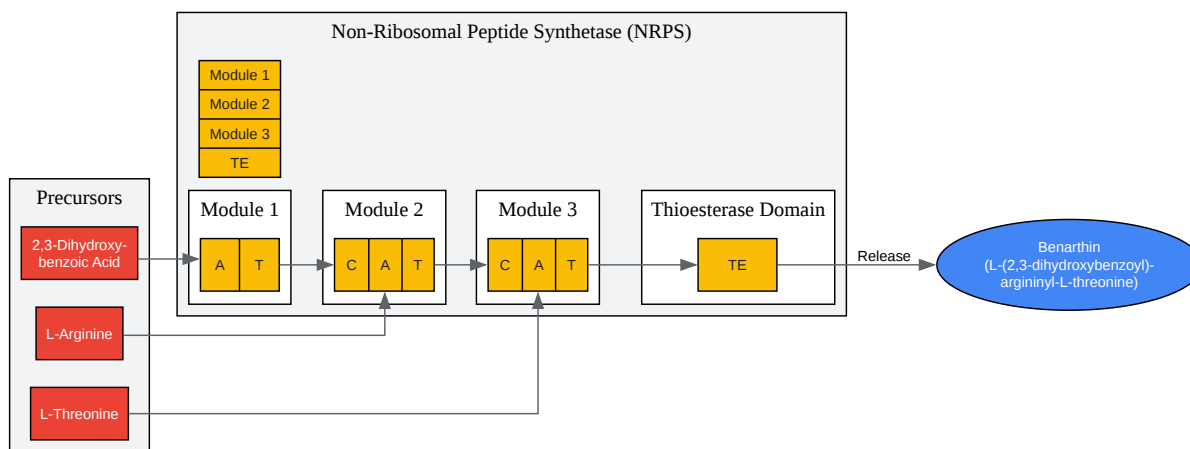 Non-Ribosomal Peptide Synthetase (NRPS)
Module 1
Module 2
Module 3
TE
Precursors
2,3-Dihydroxy-
benzoic Acid
L-Arginine
L-Threonine
Module 1
A
T
Module 2
C
A
T
Module 3
C
A
T
Thioesterase Domain
TE
Release
Benarthin
(L-(2,3-dihydroxybenzoyl)-
argininyl-L-threonine)